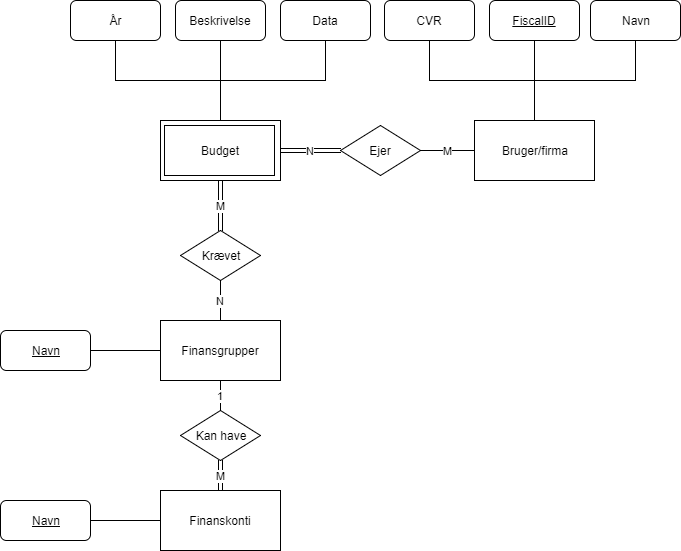 År
Beskrivelse
Data
CVR
FiscalID
Navn
Budget
N
Ejer
M
Bruger/firma
M
Krævet
N
Navn
Finansgrupper
1
Kan have
M
Navn
Finanskonti